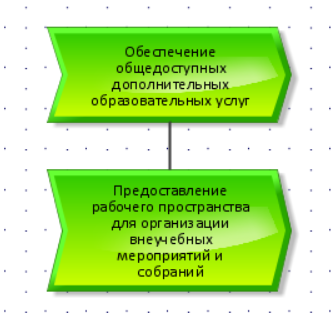 Обеспечение
общедоступных
дополнительных
образовательных услуг
Предоставление
рабочего пространства
для организации
внеучебных
мероприятий и
собраний